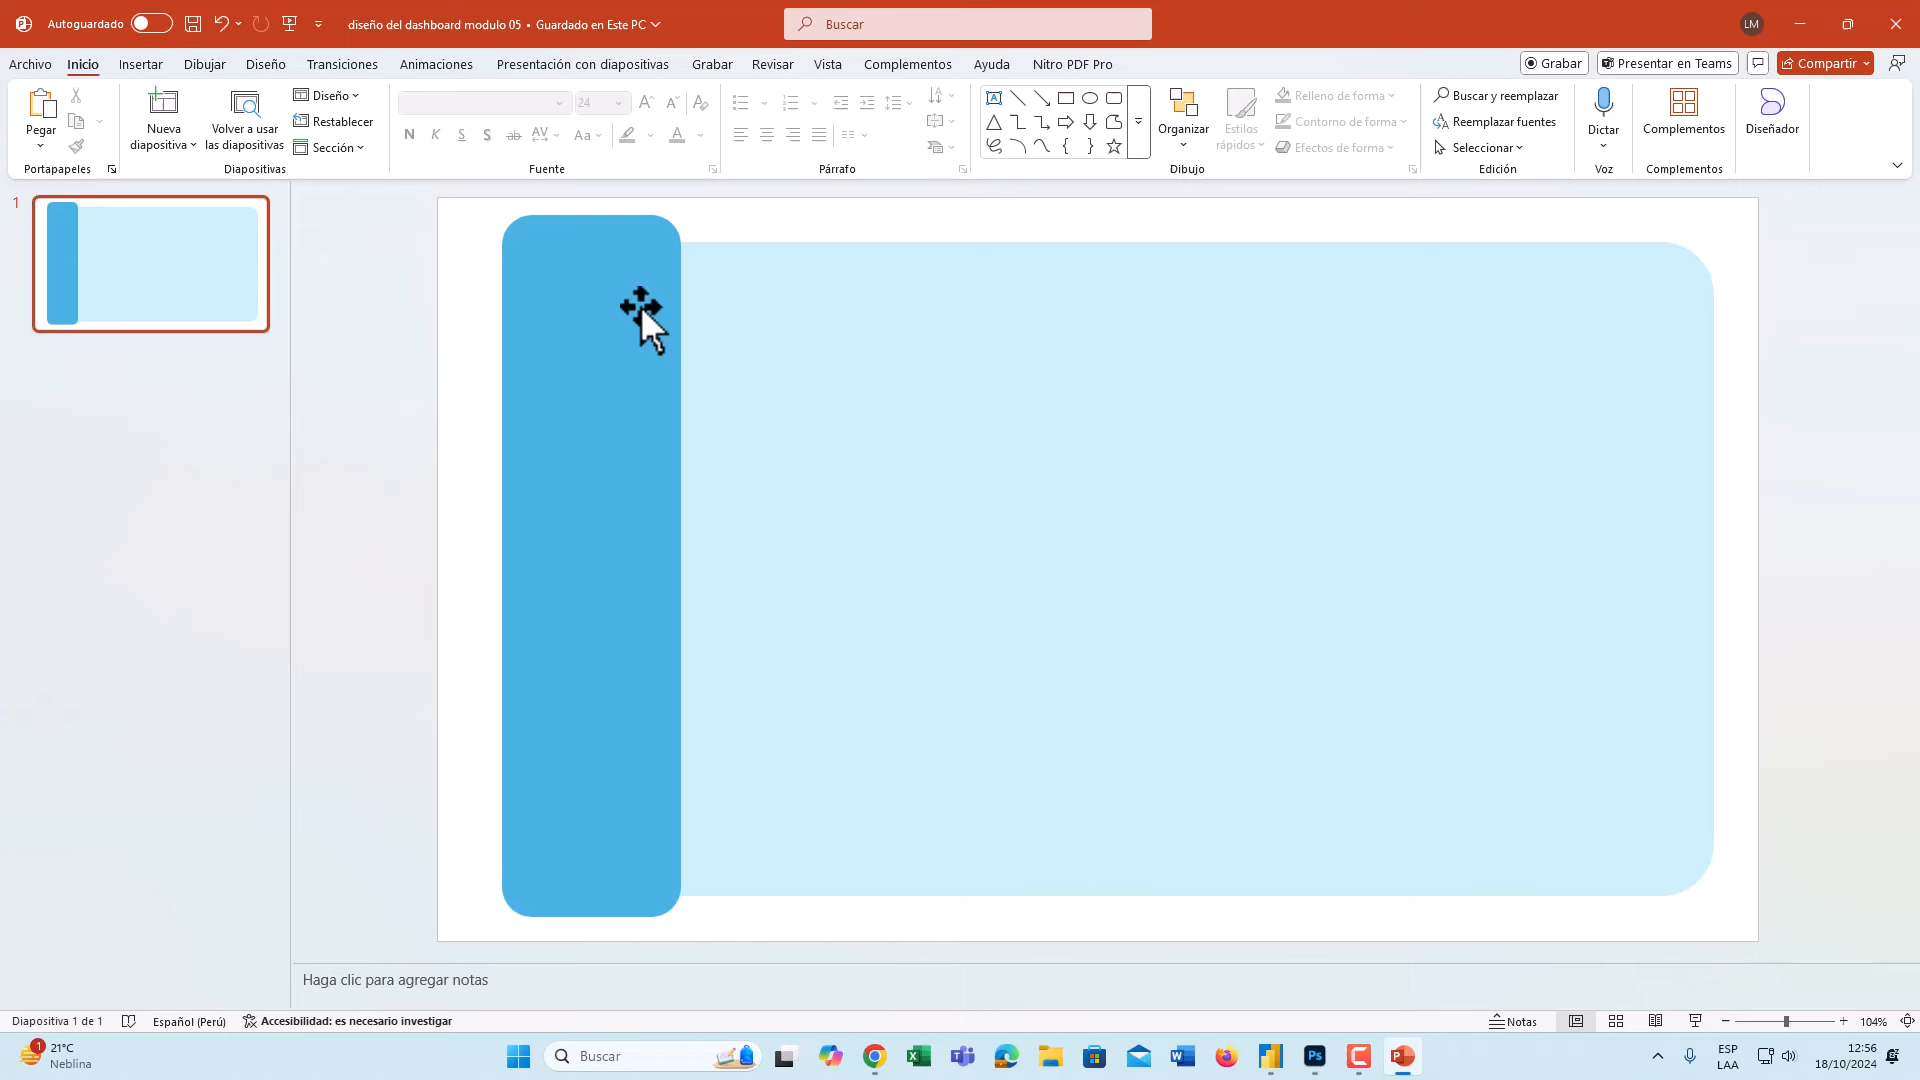 Autoguardado
diseño del dashboard modulo 05 • Guardado en Este PC
Buscar
LM
Archivo Inicio Insertar Dibujar Diseño Transiciones Animaciones Presentación con diapositivas Grabar Revisar Vista Complementos Ayuda Nitro PDF Pro
Grabar Presentar en Teams Compartir
Pegar
Portapapeles
Nueva diapositiva
Volver a usar las diapositivas
Diseño
Restablecer
Sección
Diapositivas
24
N K S S ab AV Aa A
Fuente
Párrafo
Organizar
Estilos rápidos
Relleno de forma
Contorno de forma
Efectos de forma
Dibujo
Buscar y reemplazar
Reemplazar fuentes
Seleccionar
Edición
Dictar
Voz
Complementos
Complementos
Diseñador
1
Haga clic para agregar notas
Diapositiva 1 de 1 Español (Perú) Accesibilidad: es necesario investigar
Notas
104%
1
21°C
Neblina
Buscar
ESP
LAA
12:56
18/10/2024